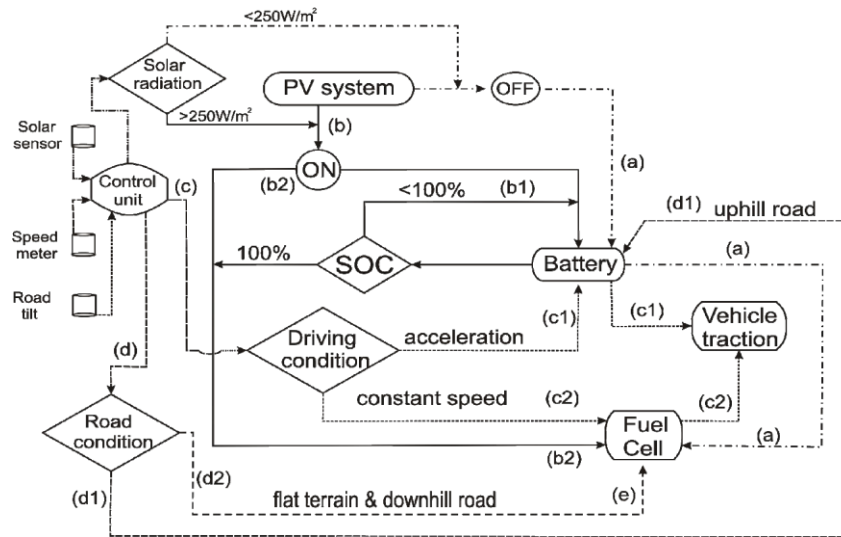 <250W/m²
Solar
radiation
PV system
OFF
>250W/m²
(b)
Solar
sensor
ON
(a)
(b2)
Control
unit
(c)
<100%
(b1)
(d1)
uphill road
100%
SOC
Battery
(a)
Speed
meter
Road
tilt
(c1)
(c1)
Vehicle
traction
(d)
Driving
condition
acceleration
constant speed
(c2)
(c2)
Road
condition
Fuel
Cell
(b2)
(a)
(d2)
(d1)
flat terrain & downhill road
(e)